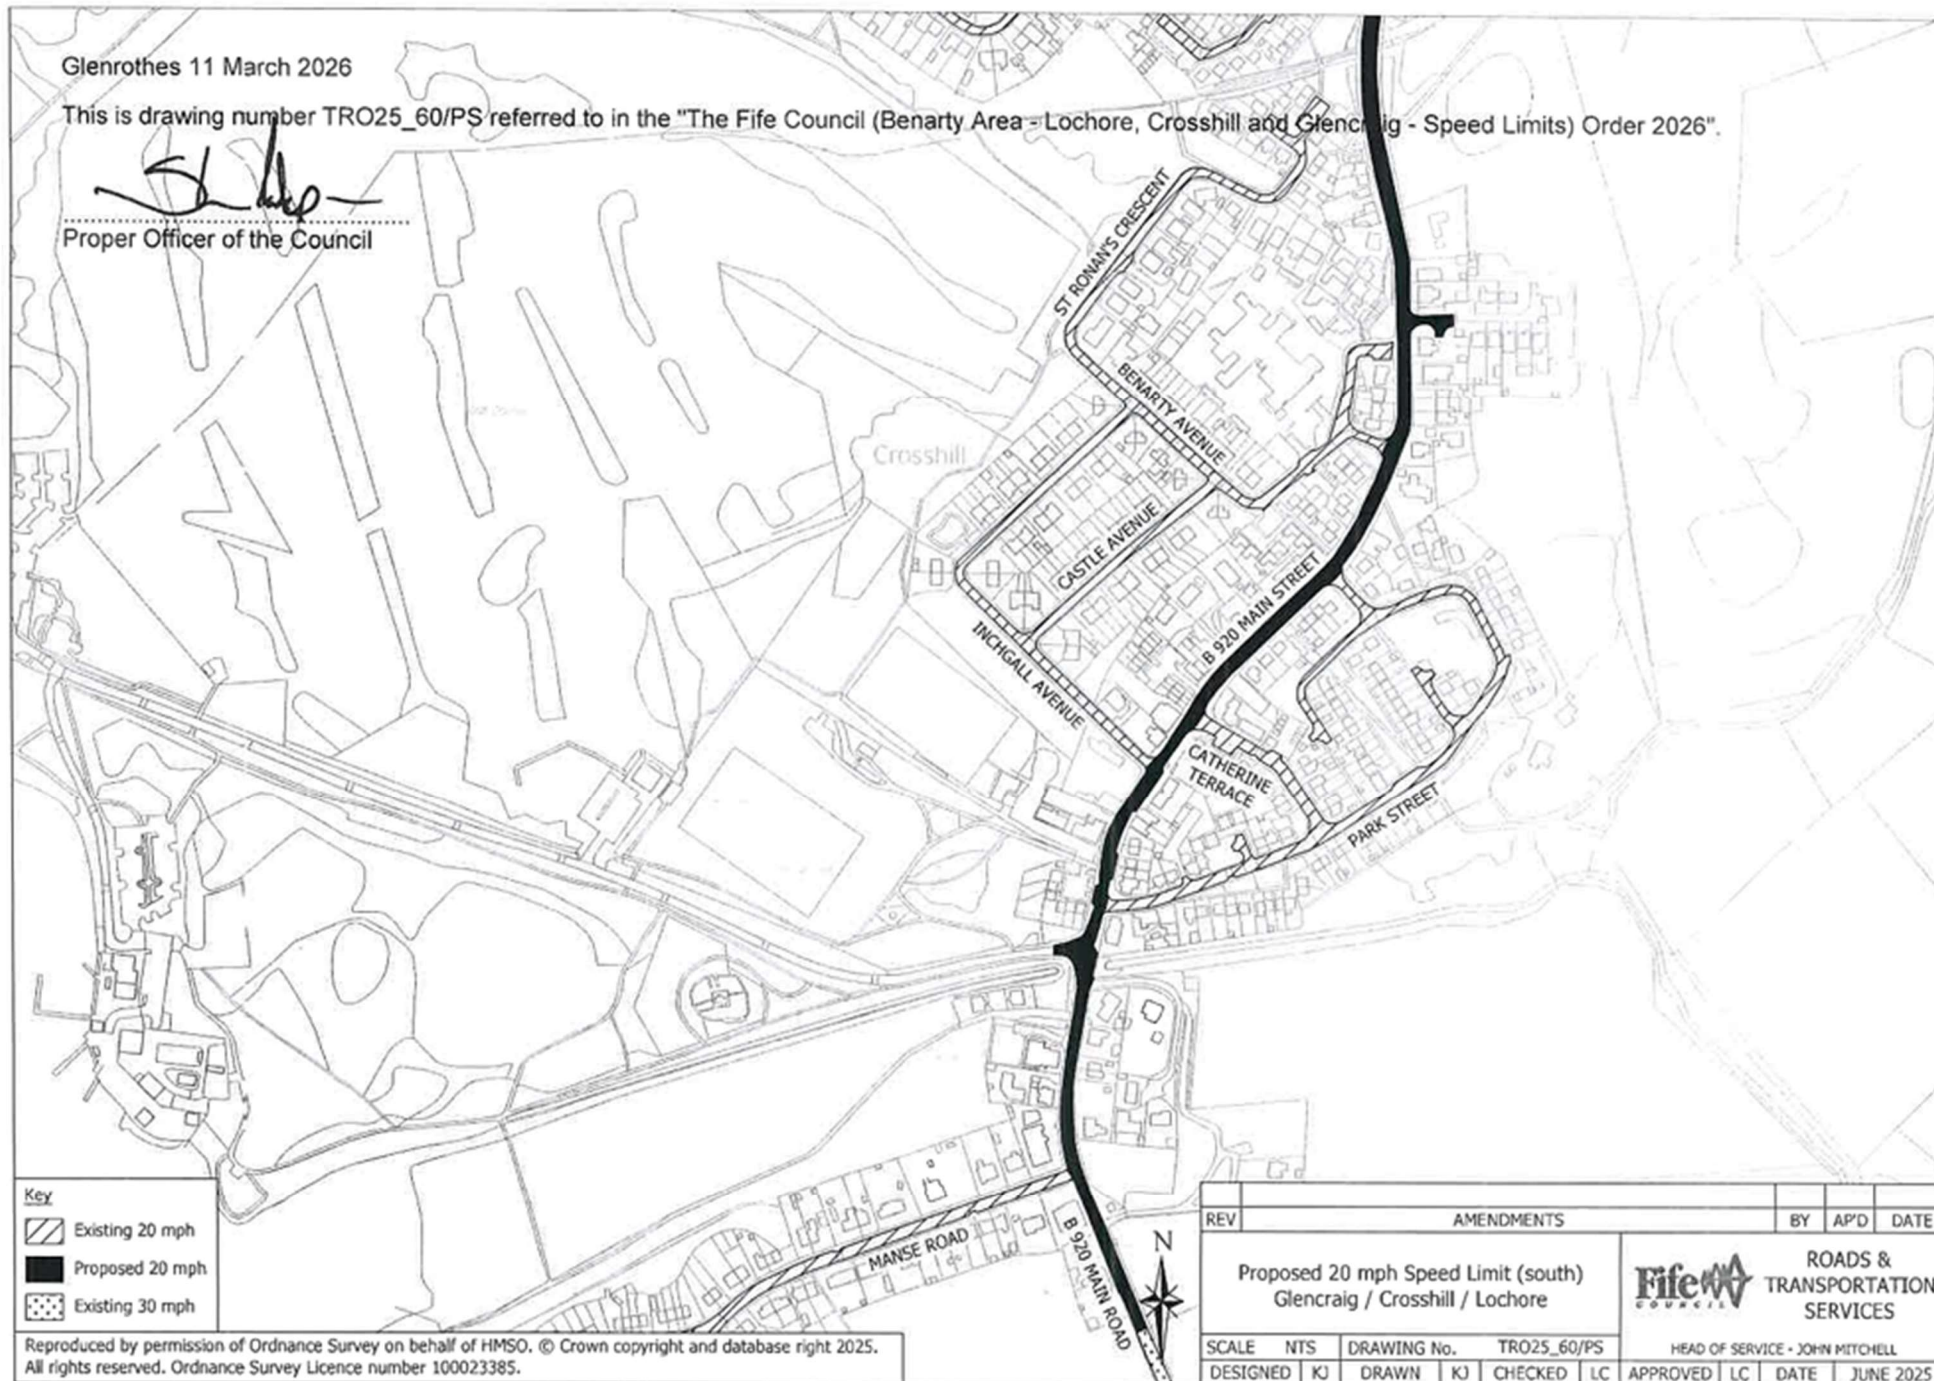 Glenrothes 11 March 2026
This is drawing number TRO25_60/PS referred to in the "The Fife Council (Benarty Area - Lochore, Crosshill and Glencraig - Speed Limits) Order 2026".
Proper Officer of the Council
ST RONAN'S CRESCENT
BENARTY AVENUE
Crosshill
CASTLE AVENUE
B 920 MAIN STREET
INCHGALL AVENUE
CATHERINE
TERRACE
PARK STREET
MANSE ROAD
B 920 MAIN ROAD
N
Key
Existing 20 mph
Proposed 20 mph
Existing 30 mph
Reproduced by permission of Ordnance Survey on behalf of HMSO. © Crown copyright and database right 2025.
All rights reserved. Ordnance Survey Licence number 100023385.
REV AMENDMENTS BY AP'D DATE
Proposed 20 mph Speed Limit (south)
Glencraig / Crosshill / Lochore
Fife
COUNCIL
ROADS &
TRANSPORTATION
SERVICES
HEAD OF SERVICE - JOHN MITCHELL
SCALE NTS DRAWING No. TRO25_60/PS
DESIGNED KJ DRAWN KJ CHECKED LC APPROVED LC DATE JUNE 2025